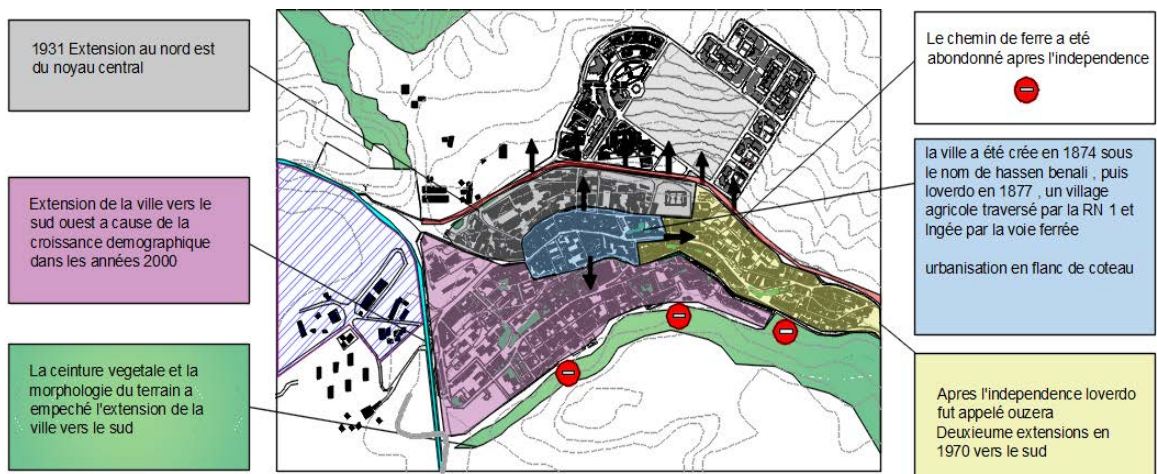 1931 Extension au nord est
du noyau central
Extension de la ville vers le
sud ouest a cause de la
croissance demographique
dans les années 2000
La ceinture vegetale et la
morphologie du terrain a
empeché l'extension de la
ville vers le sud
Le chemin de ferre a eté
abondonné apres l'independence
la ville a été crée en 1874 sous
le nom de hassen benali , puis
loverdo en 1877 , un village
agricole traversé par la RN 1 et
lngée par la voie ferrée
urbanisation en flanc de coteau
Apres l'independence loverdo
fut appelé ouzera
Deuxieume extensions en
1970 vers le sud